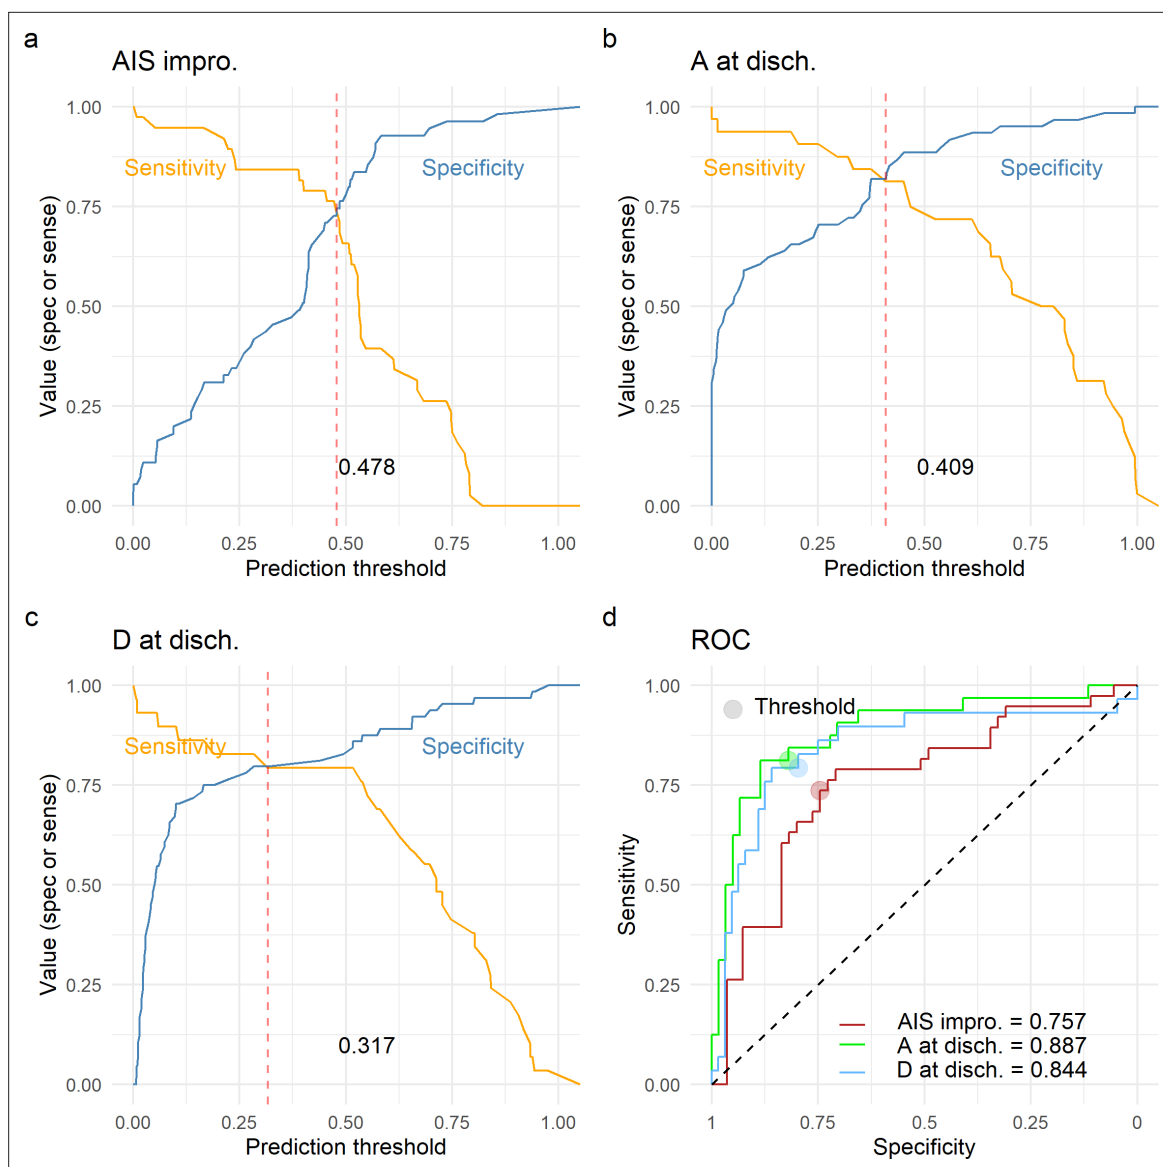 a
AIS impro.
1.00
0.75
0.50
0.25
0.00
Value (spec or sense)
Sensitivity
Specificity
0.478
0.00 0.25 0.50 0.75 1.00
Prediction threshold
b
A at disch.
1.00
0.75
0.50
0.25
0.00
Value (spec or sense)
Sensitivity
Specificity
0.409
0.00 0.25 0.50 0.75 1.00
Prediction threshold
c
D at disch.
1.00
0.75
0.50
0.25
0.00
Value (spec or sense)
Sensitivity
Specificity
0.317
0.00 0.25 0.50 0.75 1.00
Prediction threshold
d
ROC
1.00
0.75
0.50
0.25
0.00
Sensitivity
Threshold
AIS impro. = 0.757
A at disch. = 0.887
D at disch. = 0.844
1 0.75 0.5 0.25 0
Specificity